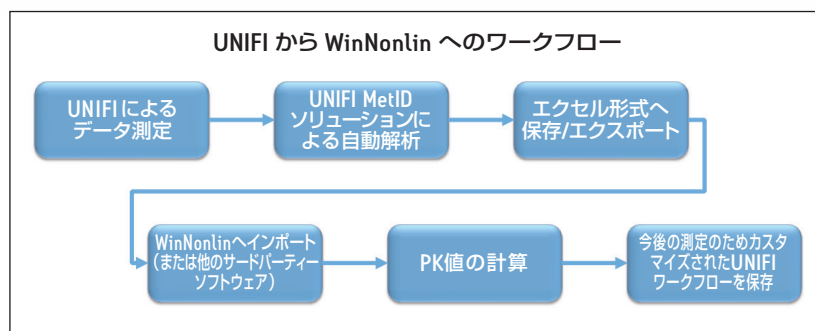 UNIFI から WinNonlin へのワークフロー
UNIFIによる
データ測定
UNIFI MetID
ソリューションに
よる自動解析
エクセル形式へ
保存/エクスポート
WinNonlinへインポート
(または他のサードパーティー
ソフトウェア)
PK値の計算
今後の測定のためカスタ
マイズされたUNIFI
ワークフローを保存